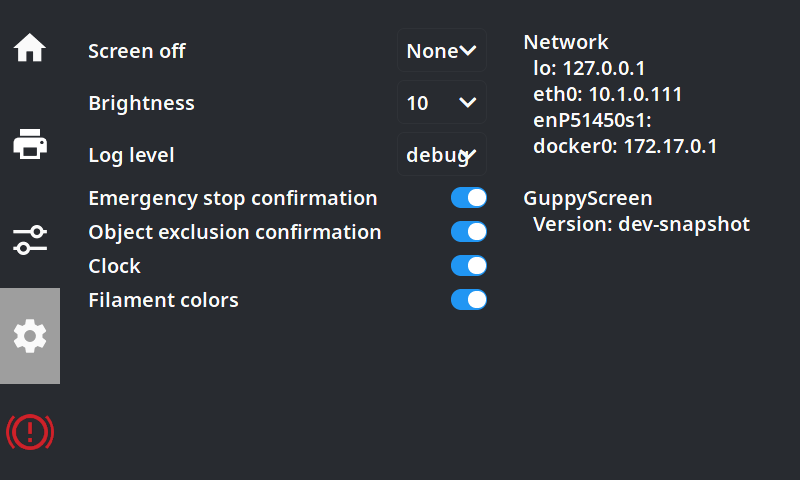 Screen off None
Brightness 10
Log level debug
Emergency stop confirmation
Object exclusion confirmation
Clock
Filament colors
Network
lo: 127.0.0.1
eth0: 10.1.0.111
enP51450s1:
docker0: 172.17.0.1
GuppyScreen
Version: dev-snapshot